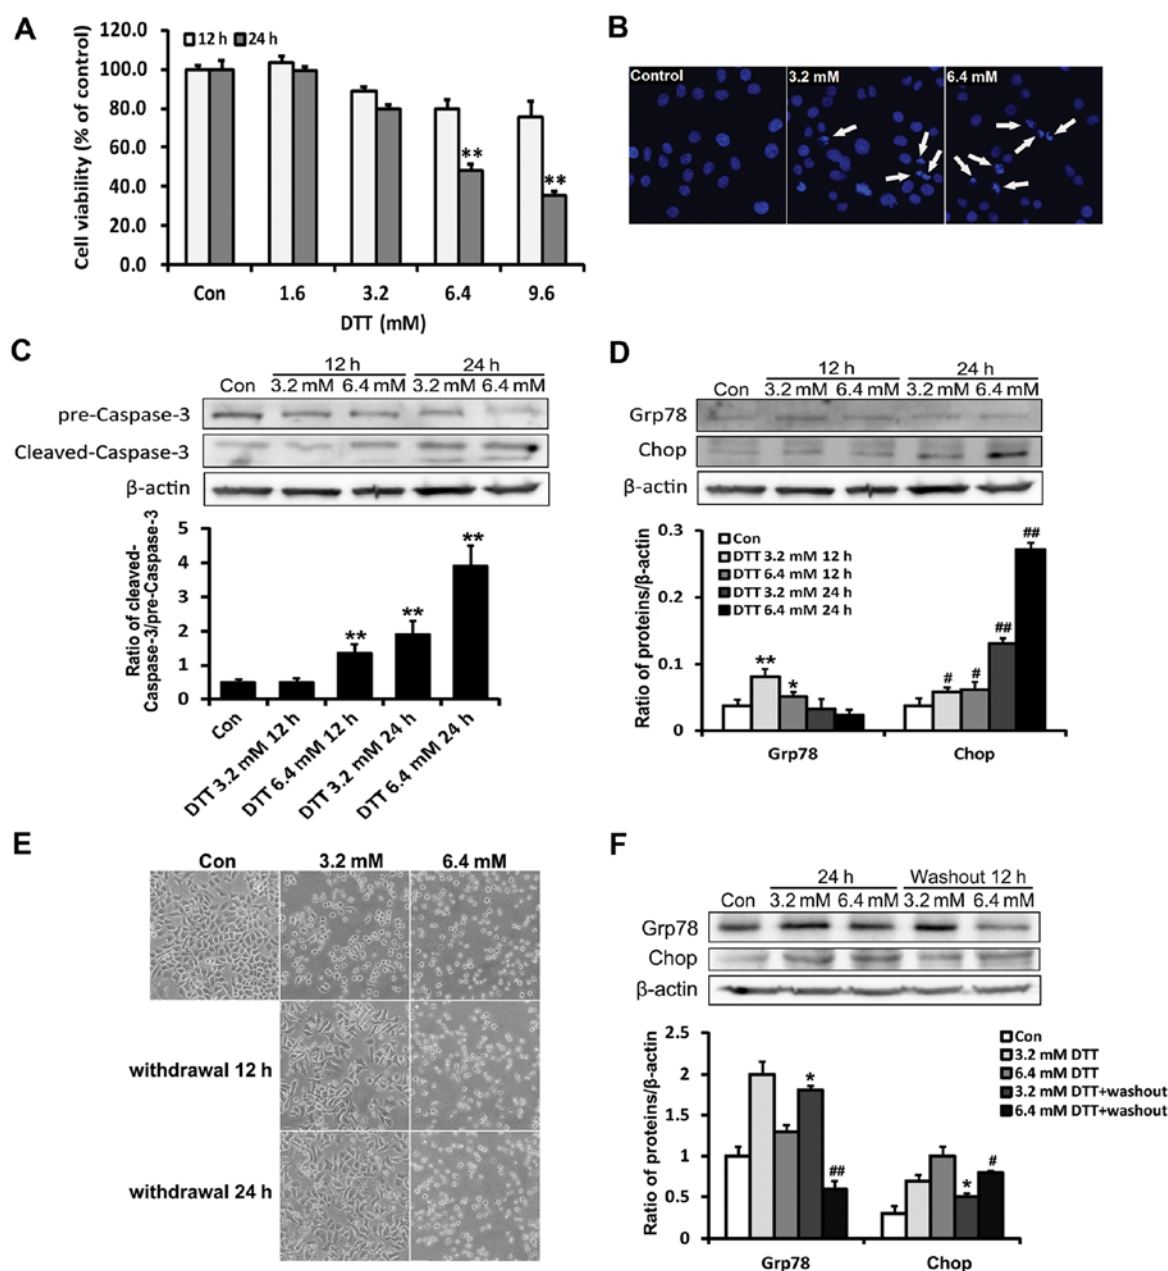 A
120.0
100.0
80.0
60.0
40.0
20.0
0.0
Cell viability (% of control)
12 h 24 h
**
**
Con 1.6 3.2 6.4 9.6
DTT (mM)
B
Control 3.2 mM 6.4 mM
C
12 h 24 h
Con 3.2 mM 6.4 mM 3.2 mM 6.4 mM
pre-Caspase-3
Cleaved-Caspase-3
β-actin
Ratio of cleaved-
Caspase-3/pre-Caspase-3
5
4
3
2
1
0
**
**
**
Con
DTT 3.2 mM 12 h
DTT 6.4 mM 12 h
DTT 3.2 mM 24 h
DTT 6.4 mM 24 h
D
12 h 24 h
Con 3.2 mM 6.4 mM 3.2 mM 6.4 mM
Grp78
Chop
β-actin
Ratio of proteins/β-actin
0.3
0.2
0.1
0
Con
DTT 3.2 mM 12 h
DTT 6.4 mM 12 h
DTT 3.2 mM 24 h
DTT 6.4 mM 24 h
** * # # ## ##
Grp78 Chop
E
Con 3.2 mM 6.4 mM
withdrawal 12 h
withdrawal 24 h
F
24 h Washout 12 h
Con 3.2 mM 6.4 mM 3.2 mM 6.4 mM
Grp78
Chop
β-actin
Ratio of proteins/β-actin
2.5
2
1.5
1
0.5
0
Con
3.2 mM DTT
6.4 mM DTT
3.2 mM DTT+washout
6.4 mM DTT+washout
* ## * #
Grp78 Chop